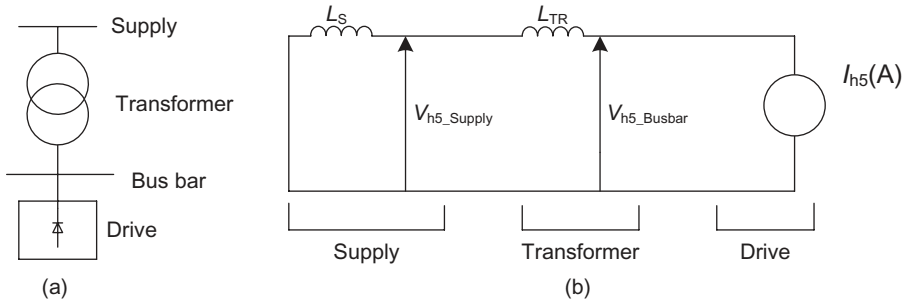 Supply
Transformer
Bus bar
Drive
(a)
L_S
L_TR
V_h5_Supply
V_h5_Busbar
I_h5(A)
Supply
Transformer
Drive
(b)